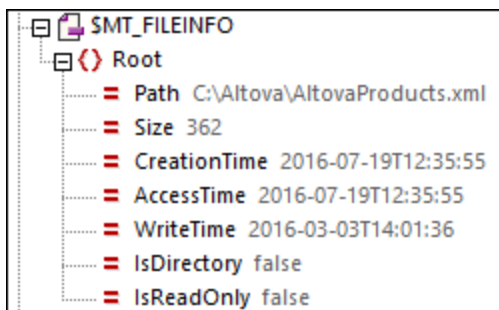 $MT_FILEINFO
Root
Path C:\Altova\AltovaProducts.xml
Size 362
CreationTime 2016-07-19T12:35:55
AccessTime 2016-07-19T12:35:55
WriteTime 2016-03-03T14:01:36
IsDirectory false
IsReadOnly false